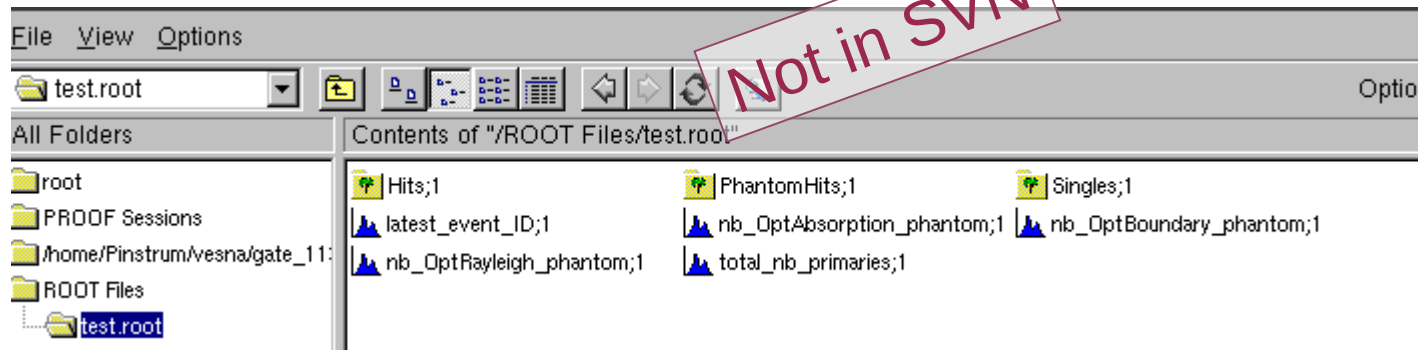 File View Options
Not in SVN
test.root
Optio
All Folders
Contents of "/ROOT Files/test.root"
root
PROOF Sessions
/home/Pinstrum/vesna/gate_11
ROOT Files
test.root
Hits;1
PhantomHits;1
Singles;1
latest_event_ID;1
nb_OptAbsorption_phantom;1
nb_OptBoundary_phantom;1
nb_OptRayleigh_phantom;1
total_nb_primaries;1